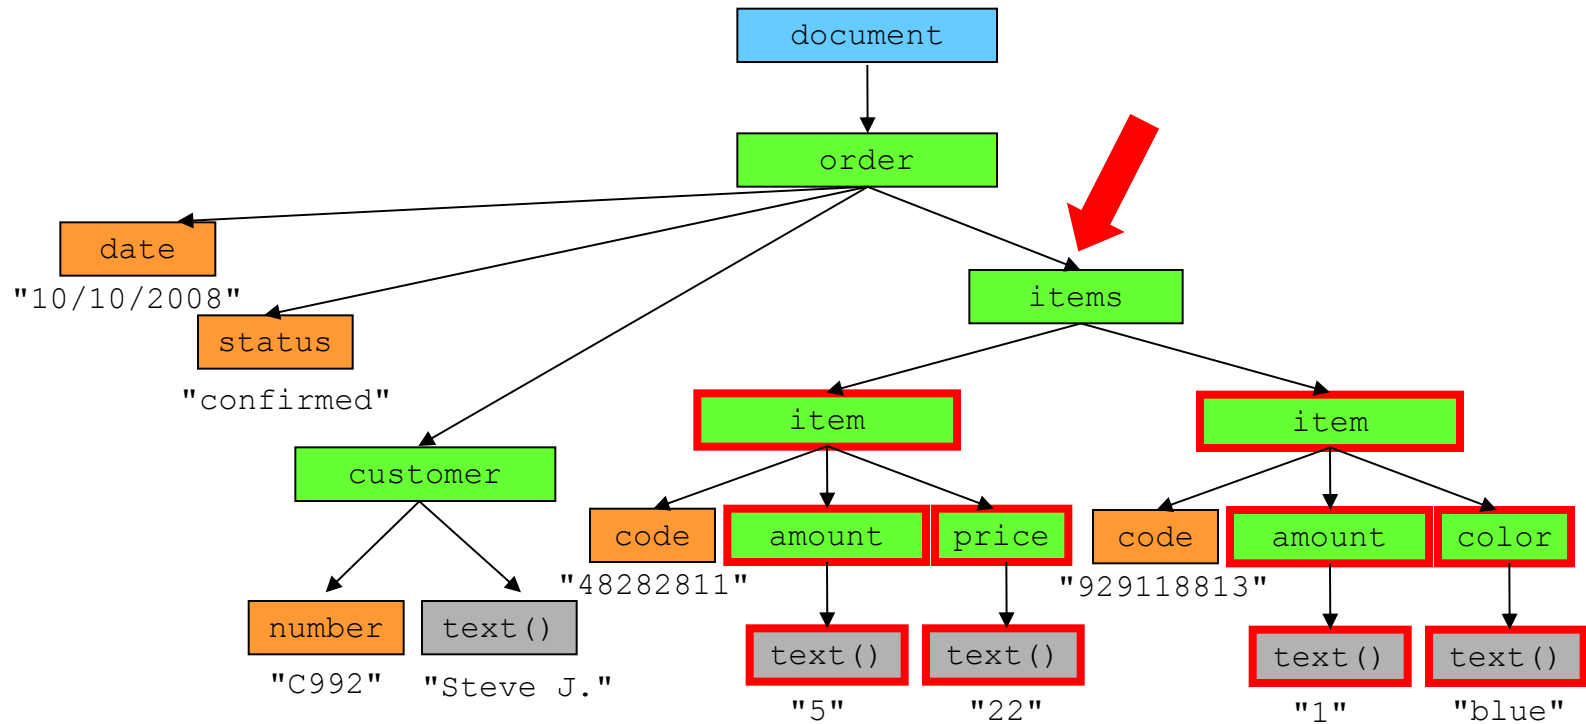 document
order
date
"10/10/2008"
items
status
"confirmed"
item
item
customer
code
amount
price
code
amount
color
"48282811"
"929118813"
number
text()
text()
text()
text()
text()
"C992"
"Steve J."
"5"
"22"
"1"
"blue"